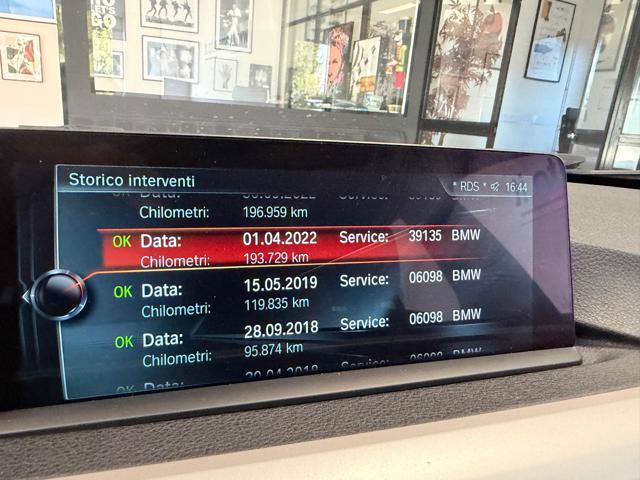 Storico interventi
* RDS * 16:44
Chilometri: 196.959 km
OK Data: 01.04.2022 Service: 39135 BMW
Chilometri: 193.729 km
OK Data: 15.05.2019 Service: 06098 BMW
Chilometri: 119.835 km
OK Data: 28.09.2018 Service: 06098 BMW
Chilometri: 95.874 km